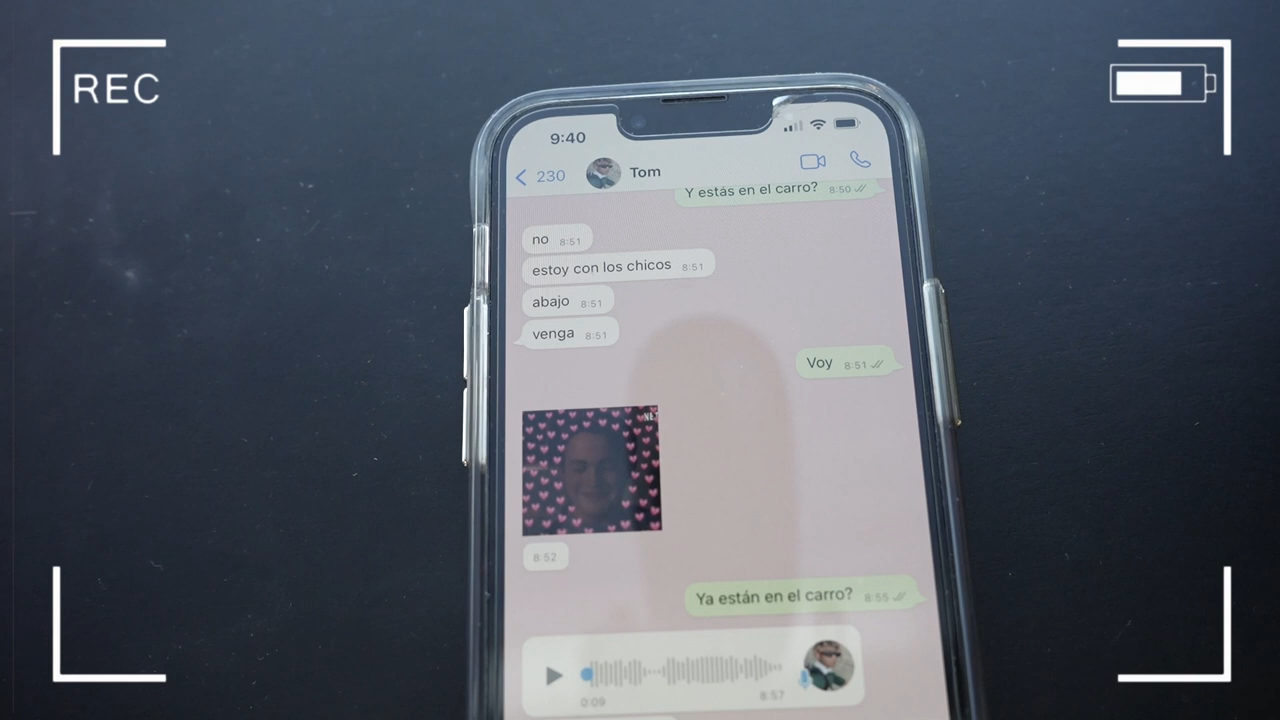 REC
9:40
230
Tom
Y estás en el carro? 8:50
no 8:51
estoy con los chicos 8:51
abajo 8:51
venga 8:51
Voy 8:51
8:52
Ya están en el carro? 8:55
0:09
8:57